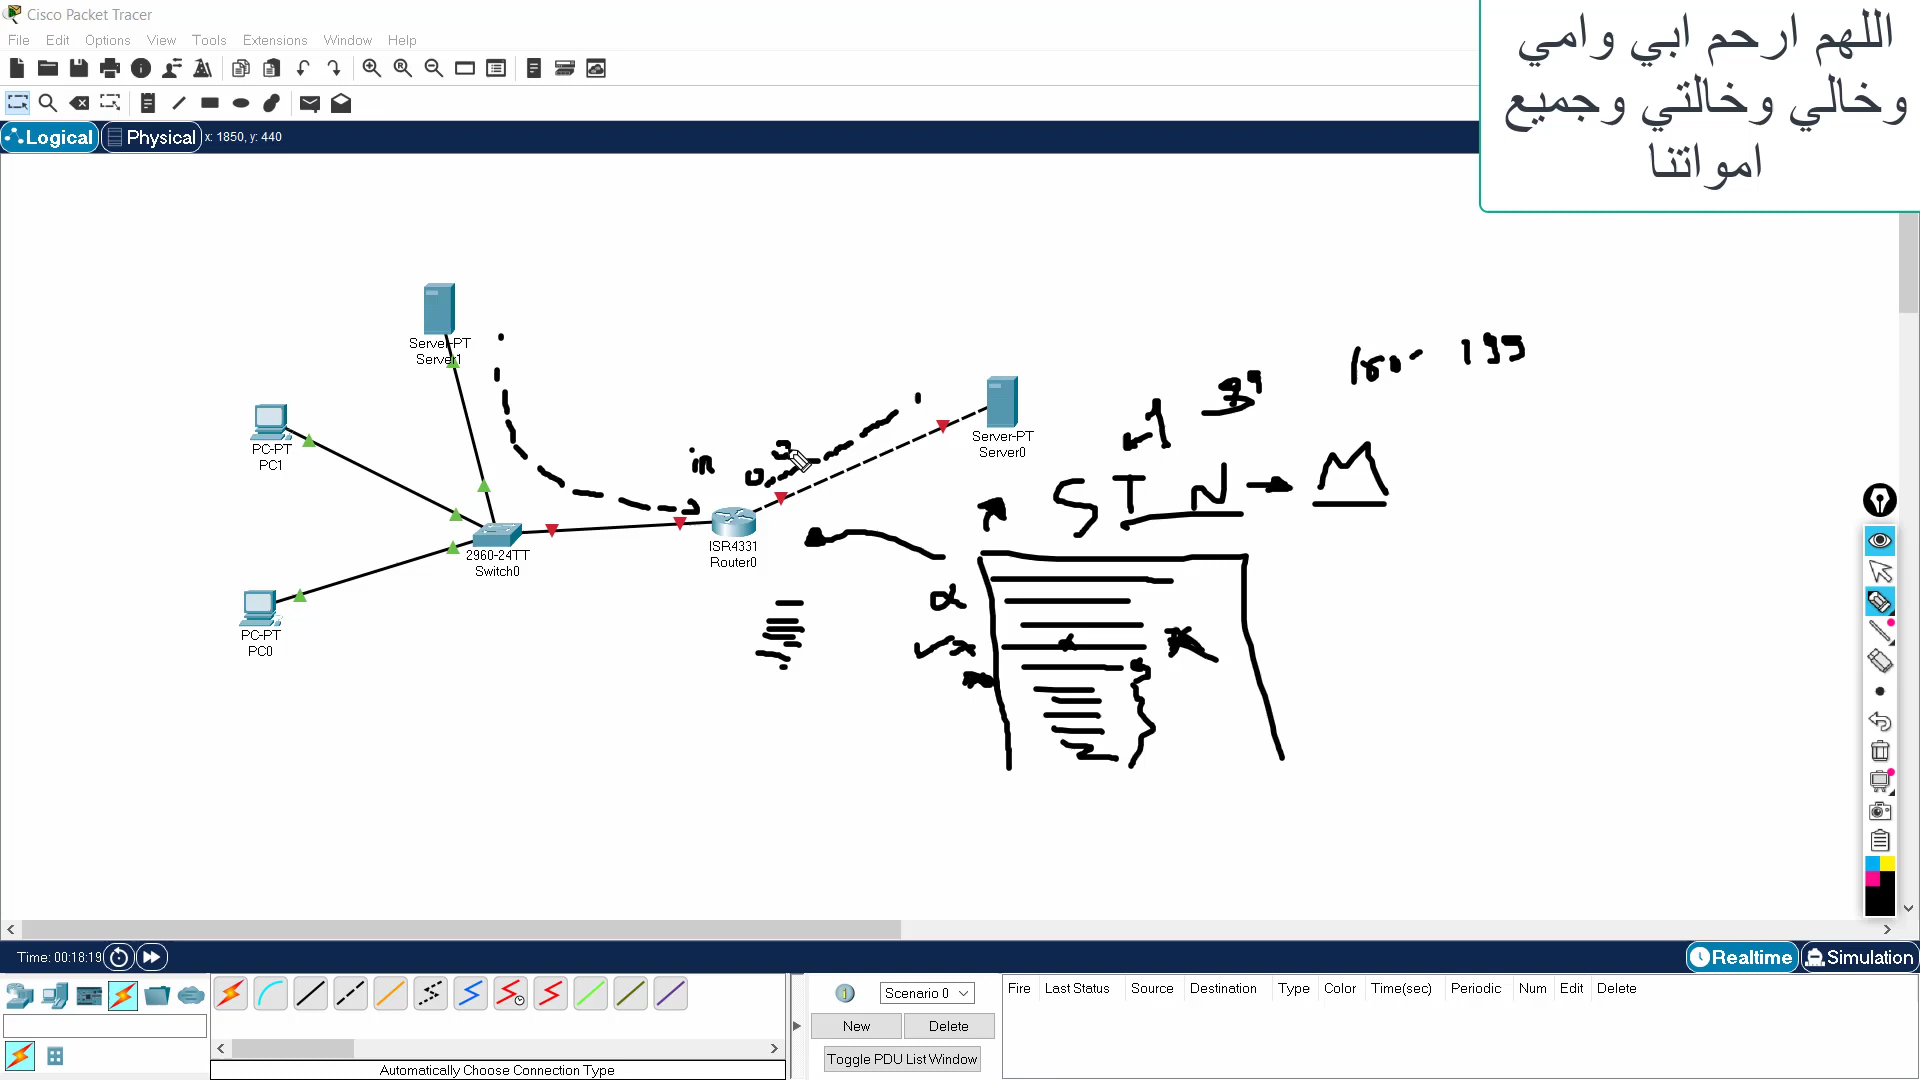 Cisco Packet Tracer
File Edit Options View Tools Extensions Window Help
اللهم ارحم ابي وامي
وخالي وخالتي وجميع
امواتنا
Logical Physical x: 1850, y: 440
Server-PT
Server1
PC-PT
PC1
Server-PT
Server0
in
S T N
M
ISR4331
Router0
2960-24TT
Switch0
PC-PT
PC0
Time: 00:18:19
Realtime Simulation
Scenario 0
New Delete
Toggle PDU List Window
Fire Last Status Source Destination Type Color Time(sec) Periodic Num Edit Delete
Automatically Choose Connection Type